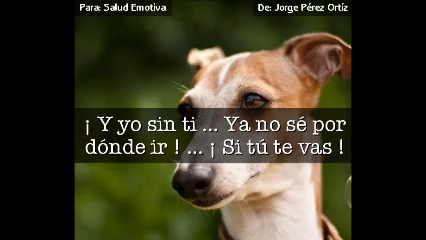 Para: Salud Emotiva
De: Jorge Pérez Ortíz
¡ Y yo sin ti ... Ya no sé por
dónde ir ! ... ¡ Si tú te vas !